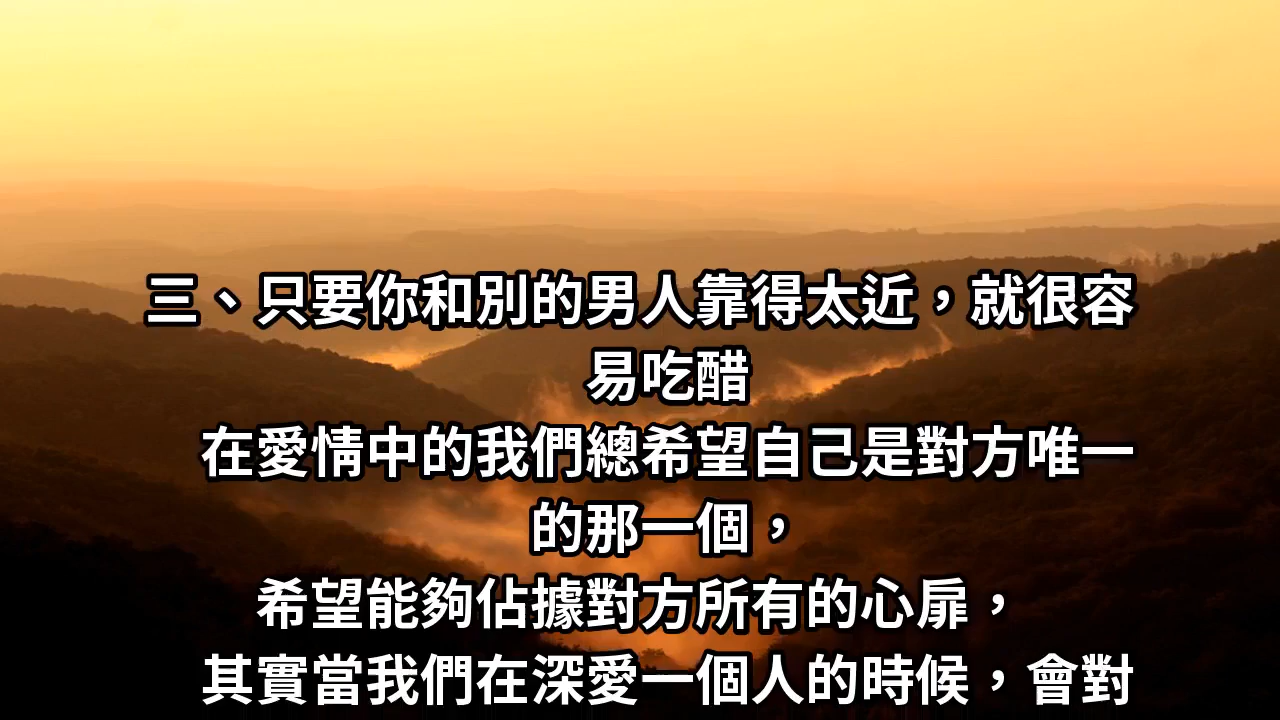 三、只要你和別的男人靠得太近，就很容
易吃醋
在愛情中的我們總希望自己是對方唯一
的那一個，
希望能夠佔據對方所有的心扉，
其實當我們在深愛一個人的時候，會對